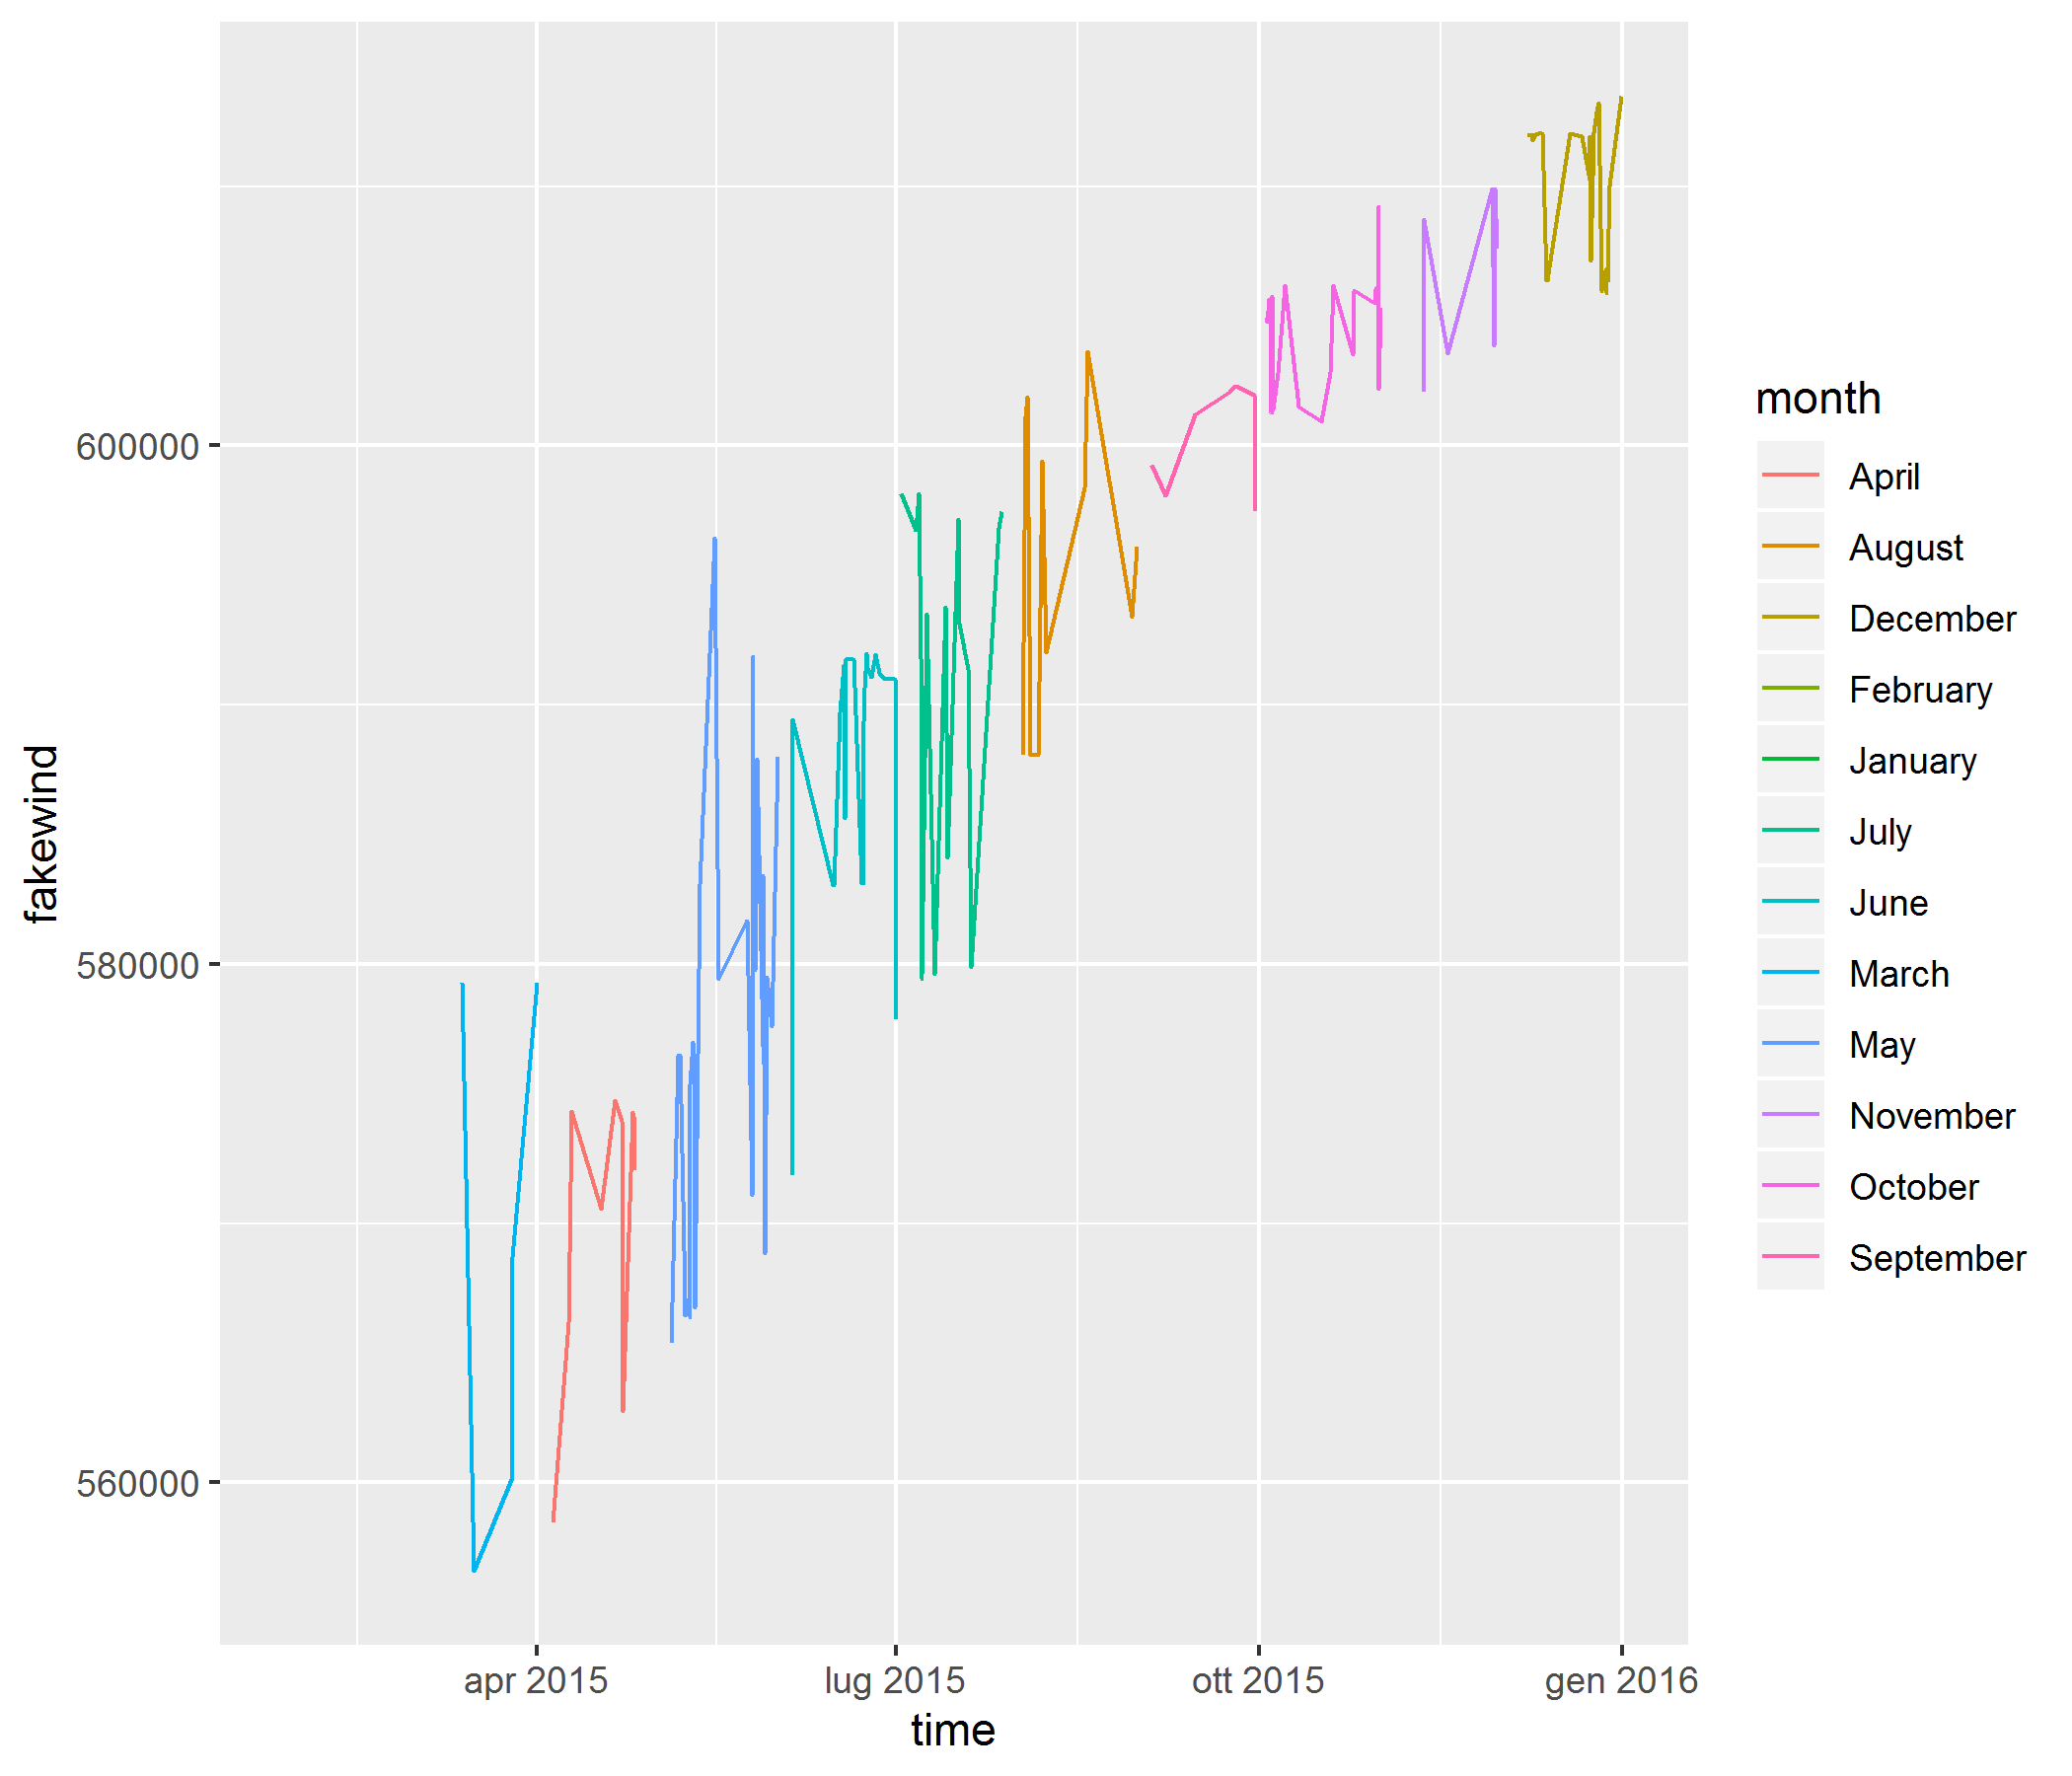 fakewind
600000
580000
560000
apr 2015
lug 2015
ott 2015
gen 2016
time
month
April
August
December
February
January
July
June
March
May
November
October
September